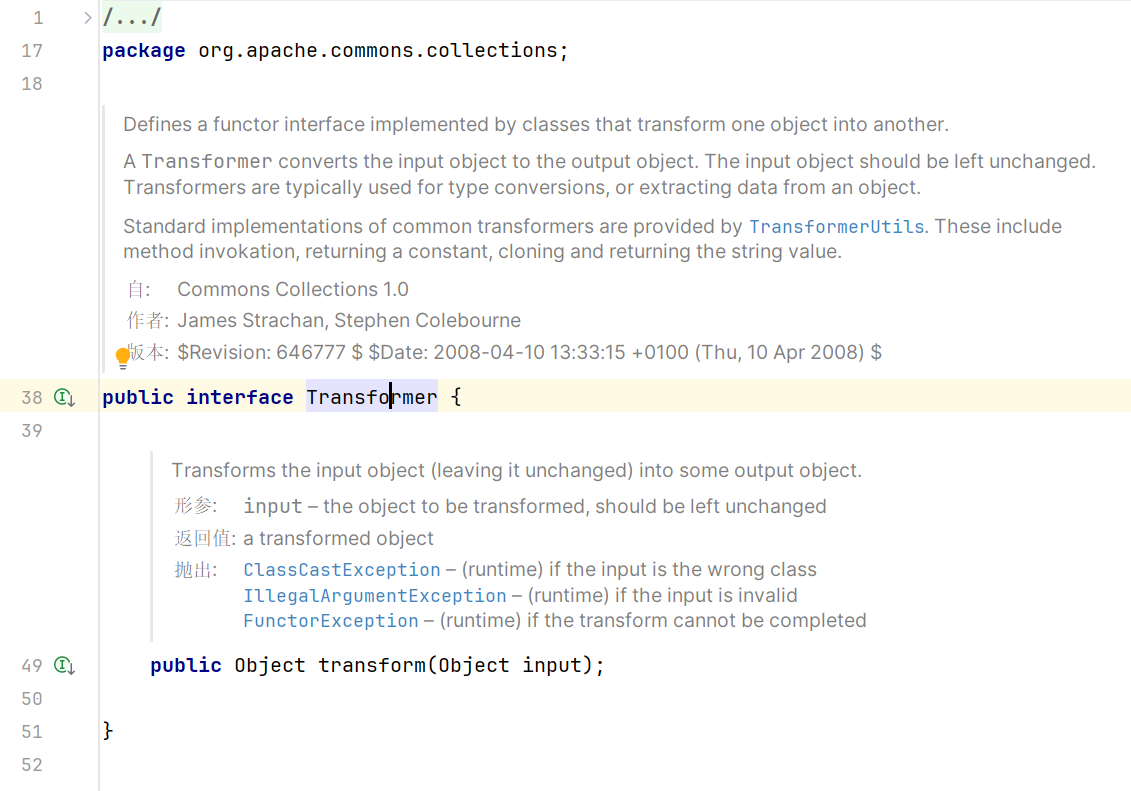 1 /.../
17 package org.apache.commons.collections;
18
Defines a functor interface implemented by classes that transform one object into another.
A Transformer converts the input object to the output object. The input object should be left unchanged.
Transformers are typically used for type conversions, or extracting data from an object.
Standard implementations of common transformers are provided by TransformerUtils. These include
method invokation, returning a constant, cloning and returning the string value.
自: Commons Collections 1.0
作者: James Strachan, Stephen Colebourne
版本: $Revision: 646777 $ $Date: 2008-04-10 13:33:15 +0100 (Thu, 10 Apr 2008) $
38 public interface Transformer {
39
Transforms the input object (leaving it unchanged) into some output object.
形参: input – the object to be transformed, should be left unchanged
返回值: a transformed object
抛出: ClassCastException – (runtime) if the input is the wrong class
IllegalArgumentException – (runtime) if the input is invalid
FunctorException – (runtime) if the transform cannot be completed
49 public Object transform(Object input);
50
51 }
52